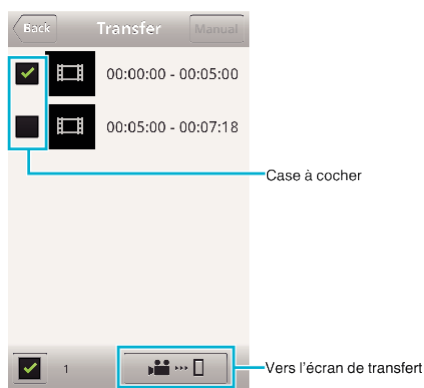 Back Transfer Manual
00:00:00 - 00:05:00
00:05:00 - 00:07:18
Case à cocher
1
Vers l'écran de transfert